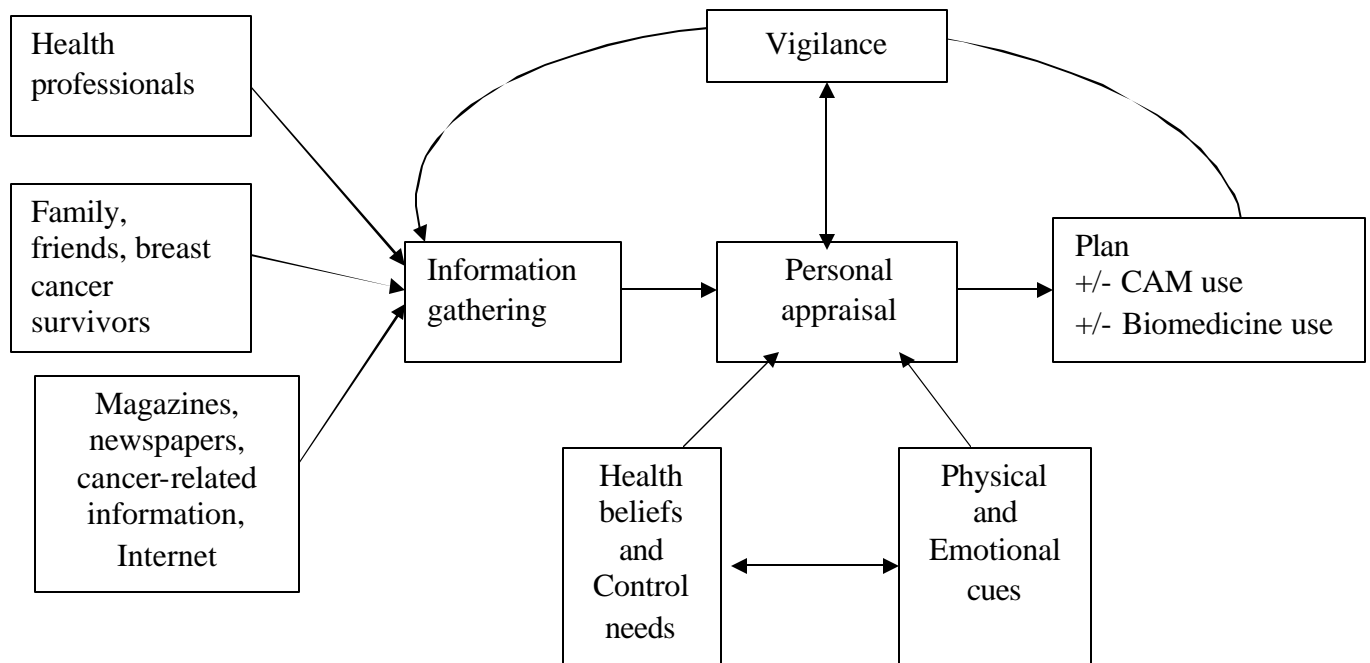 Health
professionals
Vigilance
Family,
friends, breast
cancer
survivors
Information
gathering
Personal
appraisal
Plan
+/- CAM use
+/- Biomedicine use
Magazines,
newspapers,
cancer-related
information,
Internet
Health
beliefs
and
Control
needs
Physical
and
Emotional
cues